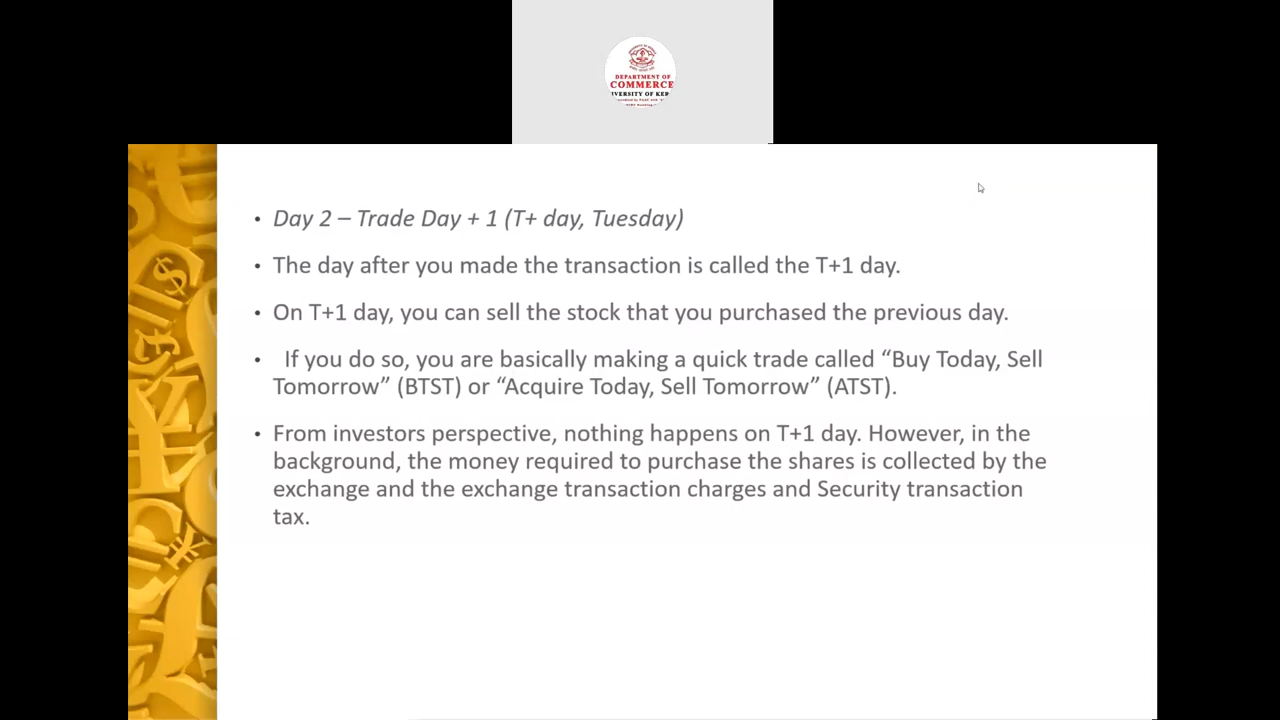 DEPARTMENT OF
COMMERCE
• Day 2 – Trade Day + 1 (T+ day, Tuesday)
• The day after you made the transaction is called the T+1 day.
• On T+1 day, you can sell the stock that you purchased the previous day.
• If you do so, you are basically making a quick trade called “Buy Today, Sell
Tomorrow” (BTST) or “Acquire Today, Sell Tomorrow” (ATST).
• From investors perspective, nothing happens on T+1 day. However, in the
background, the money required to purchase the shares is collected by the
exchange and the exchange transaction charges and Security transaction
tax.